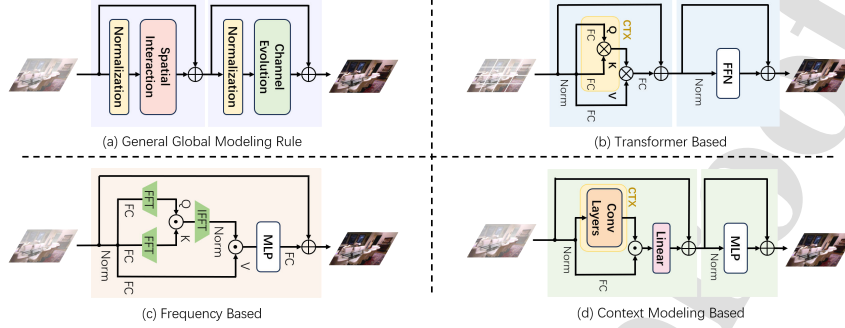 Normalization
Spatial
Interaction
Normalization
Channel
Evolution
(a) General Global Modeling Rule
CTX
Q
FC
K
FC
V
Norm
FC
FC
Norm
FFN
(b) Transformer Based
FFT
Q
FC
IFFT
FFT
K
FC
Norm
Norm
MLP
FC
V
FC
(c) Frequency Based
CTX
Conv
Layers
Linear
Norm
FC
Norm
MLP
(d) Context Modeling Based